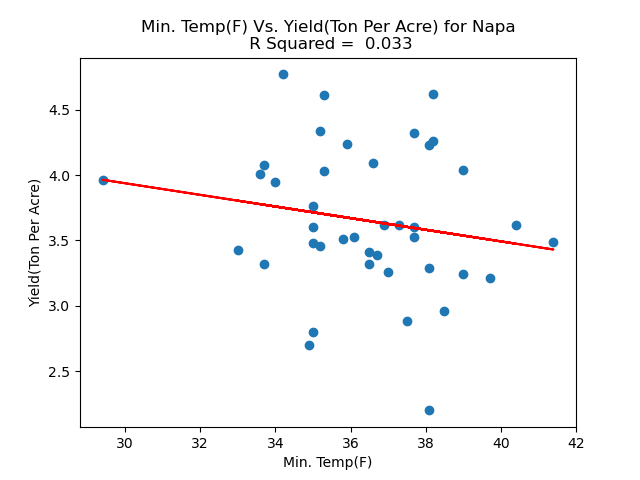 Min. Temp(F) Vs. Yield(Ton Per Acre) for Napa
R Squared =  0.033
4.5
4.0
3.5
3.0
2.5
Yield(Ton Per Acre)
30 32 34 36 38 40 42
Min. Temp(F)